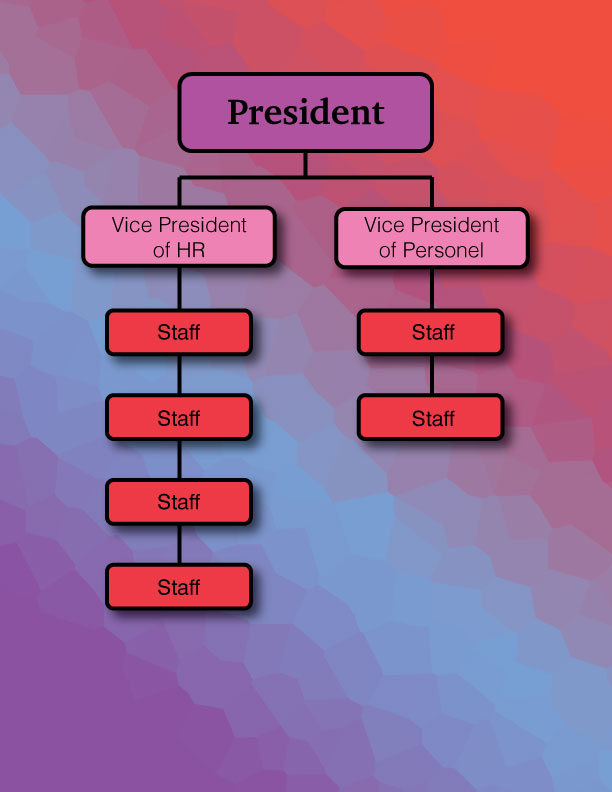 President
Vice President
of HR
Vice President
of Personel
Staff
Staff
Staff
Staff
Staff
Staff